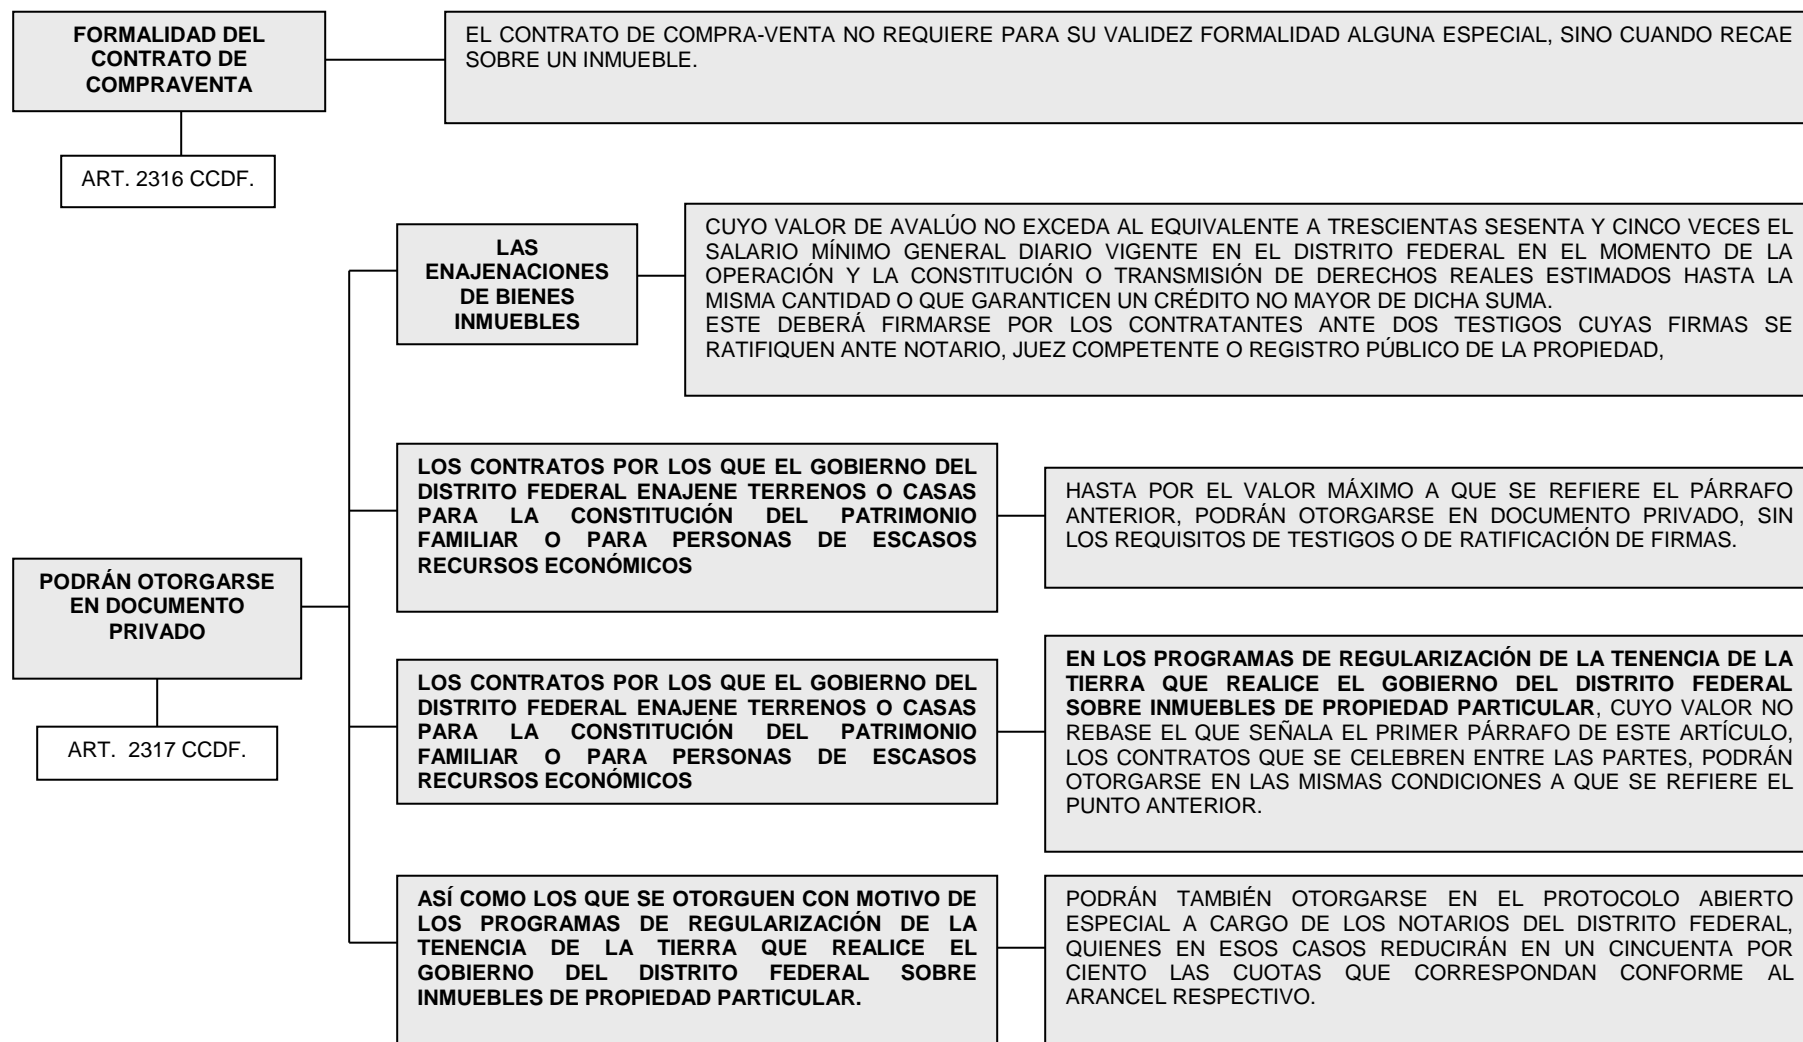 FORMALIDAD DEL
CONTRATO DE
COMPRAVENTA
EL CONTRATO DE COMPRA-VENTA NO REQUIERE PARA SU VALIDEZ FORMALIDAD ALGUNA ESPECIAL, SINO CUANDO RECAE
SOBRE UN INMUEBLE.
ART. 2316 CCDF.
LAS
ENAJENACIONES
DE BIENES
INMUEBLES
CUYO VALOR DE AVALÚO NO EXCEDA AL EQUIVALENTE A TRESCIENTAS SESENTA Y CINCO VECES EL
SALARIO MÍNIMO GENERAL DIARIO VIGENTE EN EL DISTRITO FEDERAL EN EL MOMENTO DE LA
OPERACIÓN Y LA CONSTITUCIÓN O TRANSMISIÓN DE DERECHOS REALES ESTIMADOS HASTA LA
MISMA CANTIDAD O QUE GARANTICEN UN CRÉDITO NO MAYOR DE DICHA SUMA.
ESTE DEBERÁ FIRMARSE POR LOS CONTRATANTES ANTE DOS TESTIGOS CUYAS FIRMAS SE
RATIFIQUEN ANTE NOTARIO, JUEZ COMPETENTE O REGISTRO PÚBLICO DE LA PROPIEDAD,
LOS CONTRATOS POR LOS QUE EL GOBIERNO DEL
DISTRITO FEDERAL ENAJENE TERRENOS O CASAS
PARA LA CONSTITUCIÓN DEL PATRIMONIO
FAMILIAR O PARA PERSONAS DE ESCASOS
RECURSOS ECONÓMICOS
HASTA POR EL VALOR MÁXIMO A QUE SE REFIERE EL PÁRRAFO
ANTERIOR, PODRÁN OTORGARSE EN DOCUMENTO PRIVADO, SIN
LOS REQUISITOS DE TESTIGOS O DE RATIFICACIÓN DE FIRMAS.
PODRÁN OTORGARSE
EN DOCUMENTO
PRIVADO
ART. 2317 CCDF.
LOS CONTRATOS POR LOS QUE EL GOBIERNO DEL
DISTRITO FEDERAL ENAJENE TERRENOS O CASAS
PARA LA CONSTITUCIÓN DEL PATRIMONIO
FAMILIAR O PARA PERSONAS DE ESCASOS
RECURSOS ECONÓMICOS
EN LOS PROGRAMAS DE REGULARIZACIÓN DE LA TENENCIA DE LA
TIERRA QUE REALICE EL GOBIERNO DEL DISTRITO FEDERAL
SOBRE INMUEBLES DE PROPIEDAD PARTICULAR, CUYO VALOR NO
REBASE EL QUE SEÑALA EL PRIMER PÁRRAFO DE ESTE ARTÍCULO,
LOS CONTRATOS QUE SE CELEBREN ENTRE LAS PARTES, PODRÁN
OTORGARSE EN LAS MISMAS CONDICIONES A QUE SE REFIERE EL
PUNTO ANTERIOR.
ASÍ COMO LOS QUE SE OTORGUEN CON MOTIVO DE
LOS PROGRAMAS DE REGULARIZACIÓN DE LA
TENENCIA DE LA TIERRA QUE REALICE EL
GOBIERNO DEL DISTRITO FEDERAL SOBRE
INMUEBLES DE PROPIEDAD PARTICULAR.
PODRÁN TAMBIÉN OTORGARSE EN EL PROTOCOLO ABIERTO
ESPECIAL A CARGO DE LOS NOTARIOS DEL DISTRITO FEDERAL,
QUIENES EN ESOS CASOS REDUCIRÁN EN UN CINCUENTA POR
CIENTO LAS CUOTAS QUE CORRESPONDAN CONFORME AL
ARANCEL RESPECTIVO.